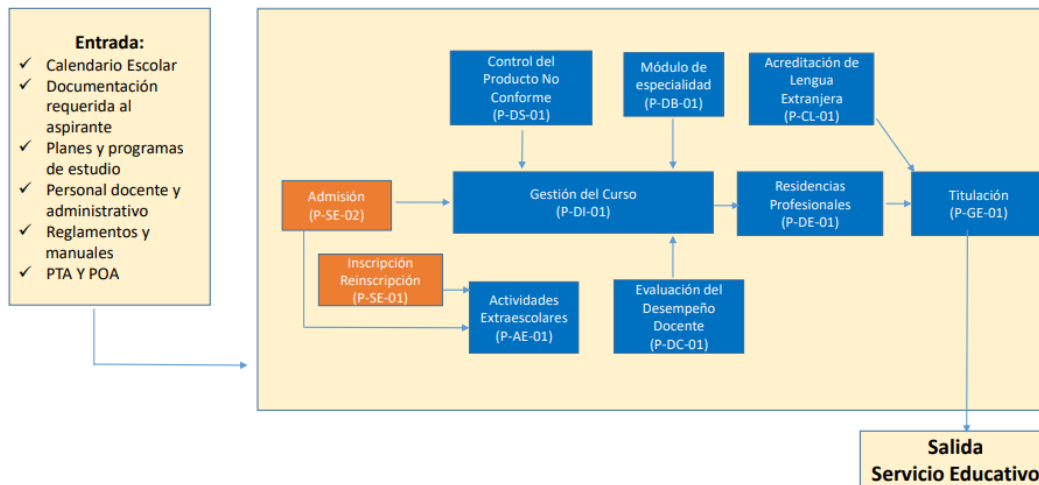 Entrada:
✓ Calendario Escolar
✓ Documentación
requerida al
aspirante
✓ Planes y programas
de estudio
✓ Personal docente y
administrativo
✓ Reglamentos y
manuales
✓ PTA Y POA
Control del
Producto No
Conforme
(P-DS-01)
Módulo de
especialidad
(P-DB-01)
Acreditación de
Lengua
Extranjera
(P-CL-01)
Admisión
(P-SE-02)
Gestión del Curso
(P-DI-01)
Residencias
Profesionales
(P-DE-01)
Titulación
(P-GE-01)
Inscripción
Reinscripción
(P-SE-01)
Actividades
Extraescolares
(P-AE-01)
Evaluación del
Desempeño
Docente
(P-DC-01)
Salida
Servicio Educativo